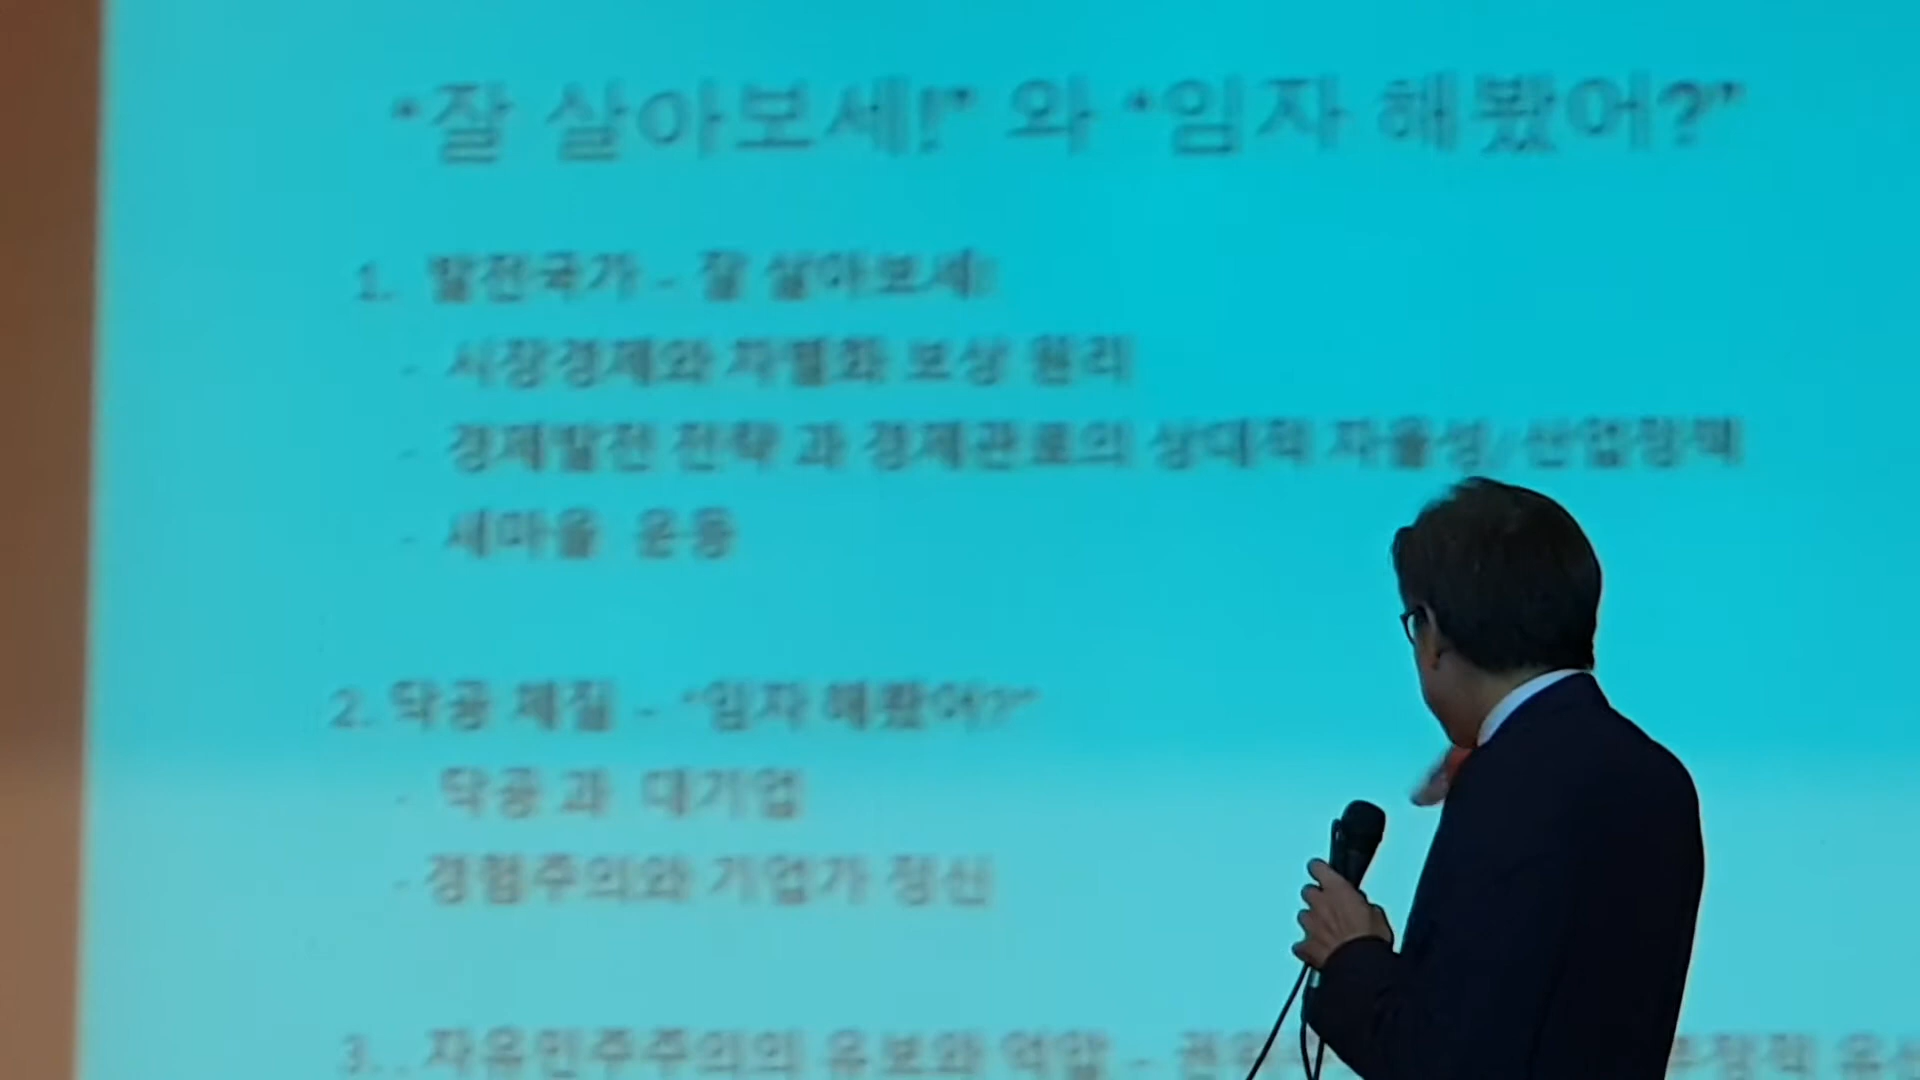 “잘 살아보세!” 와 “임자 해봤어?”
1. 발전국가 - 잘 살아보세!
- 시장경제와 차별화 보상 원리
- 경제발전 전략 과 경제관료의 상대적 자율성/산업정책
- 새마을 운동
2. 닥공 체질 - “임자 해봤어?”
- 닥공 과 대기업
- 경험주의와 기업가 정신
3. . 자유민주주의의 유보와 억압 -